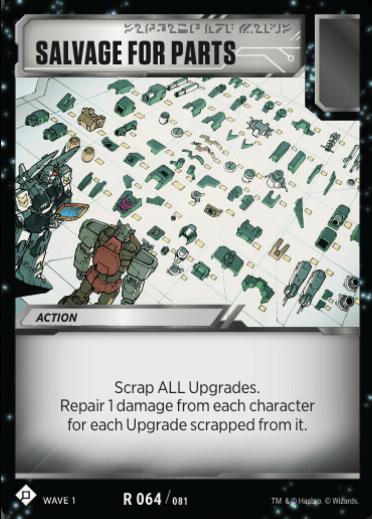 SALVAGE FOR PARTS
ACTION
Scrap ALL Upgrades.
Repair 1 damage from each character
for each Upgrade scrapped from it.
WAVE 1
R 064 / 081
TM & © Hasbro. © Wizards.